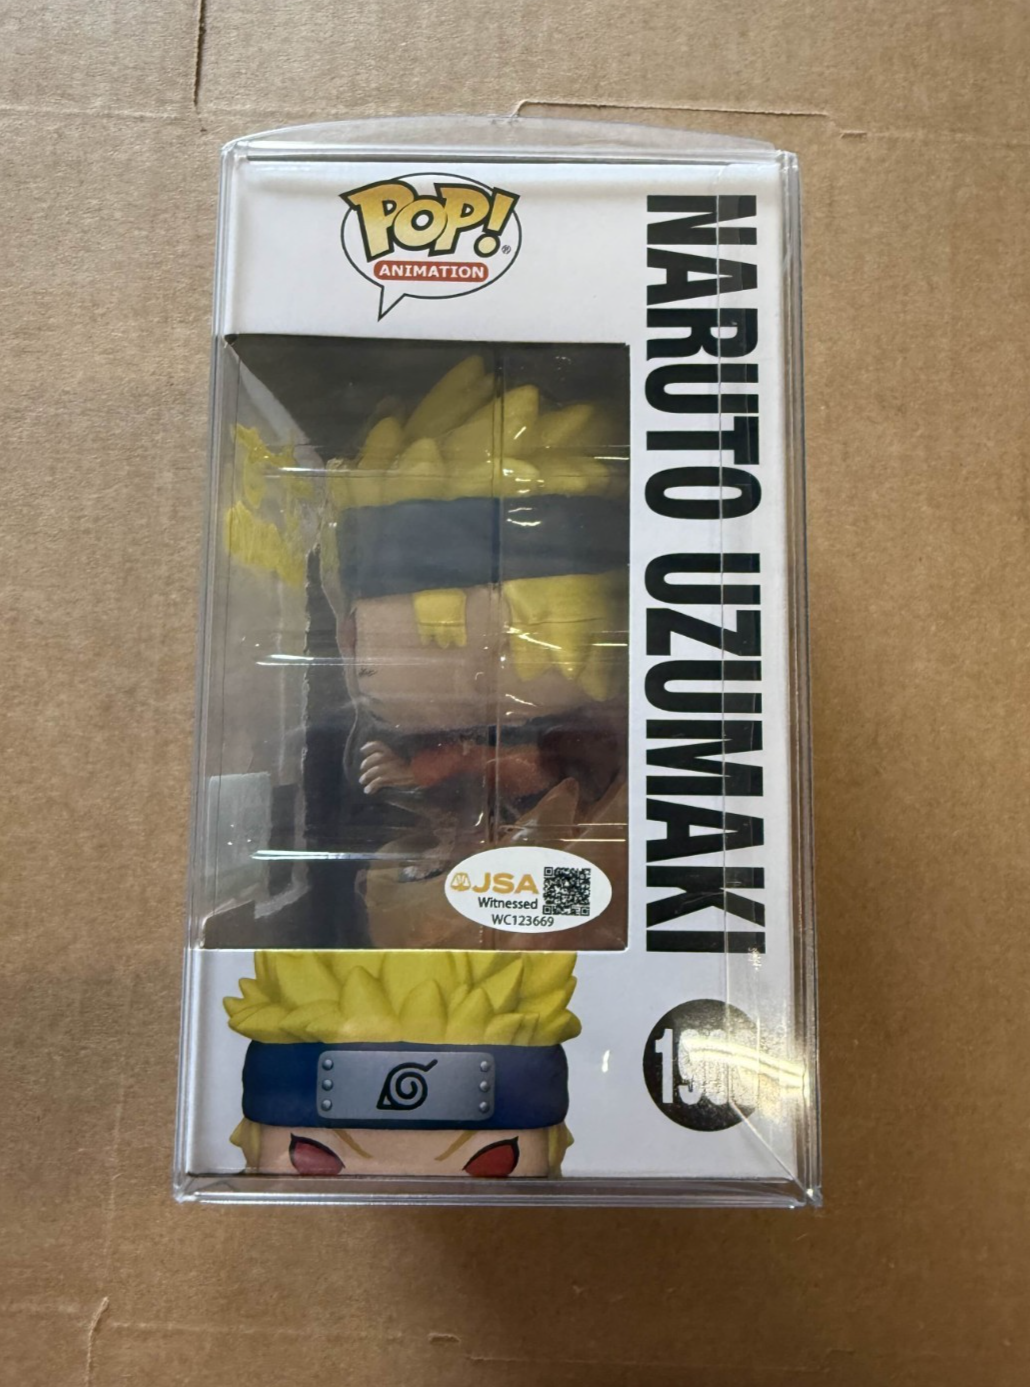 POP!®
ANIMATION
NARUTO UZUMAKI
JSA
Witnessed
WC123669